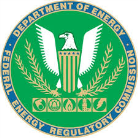 DEPARTMENT OF ENERGY
FEDERAL ENERGY REGULATORY COMMISSION